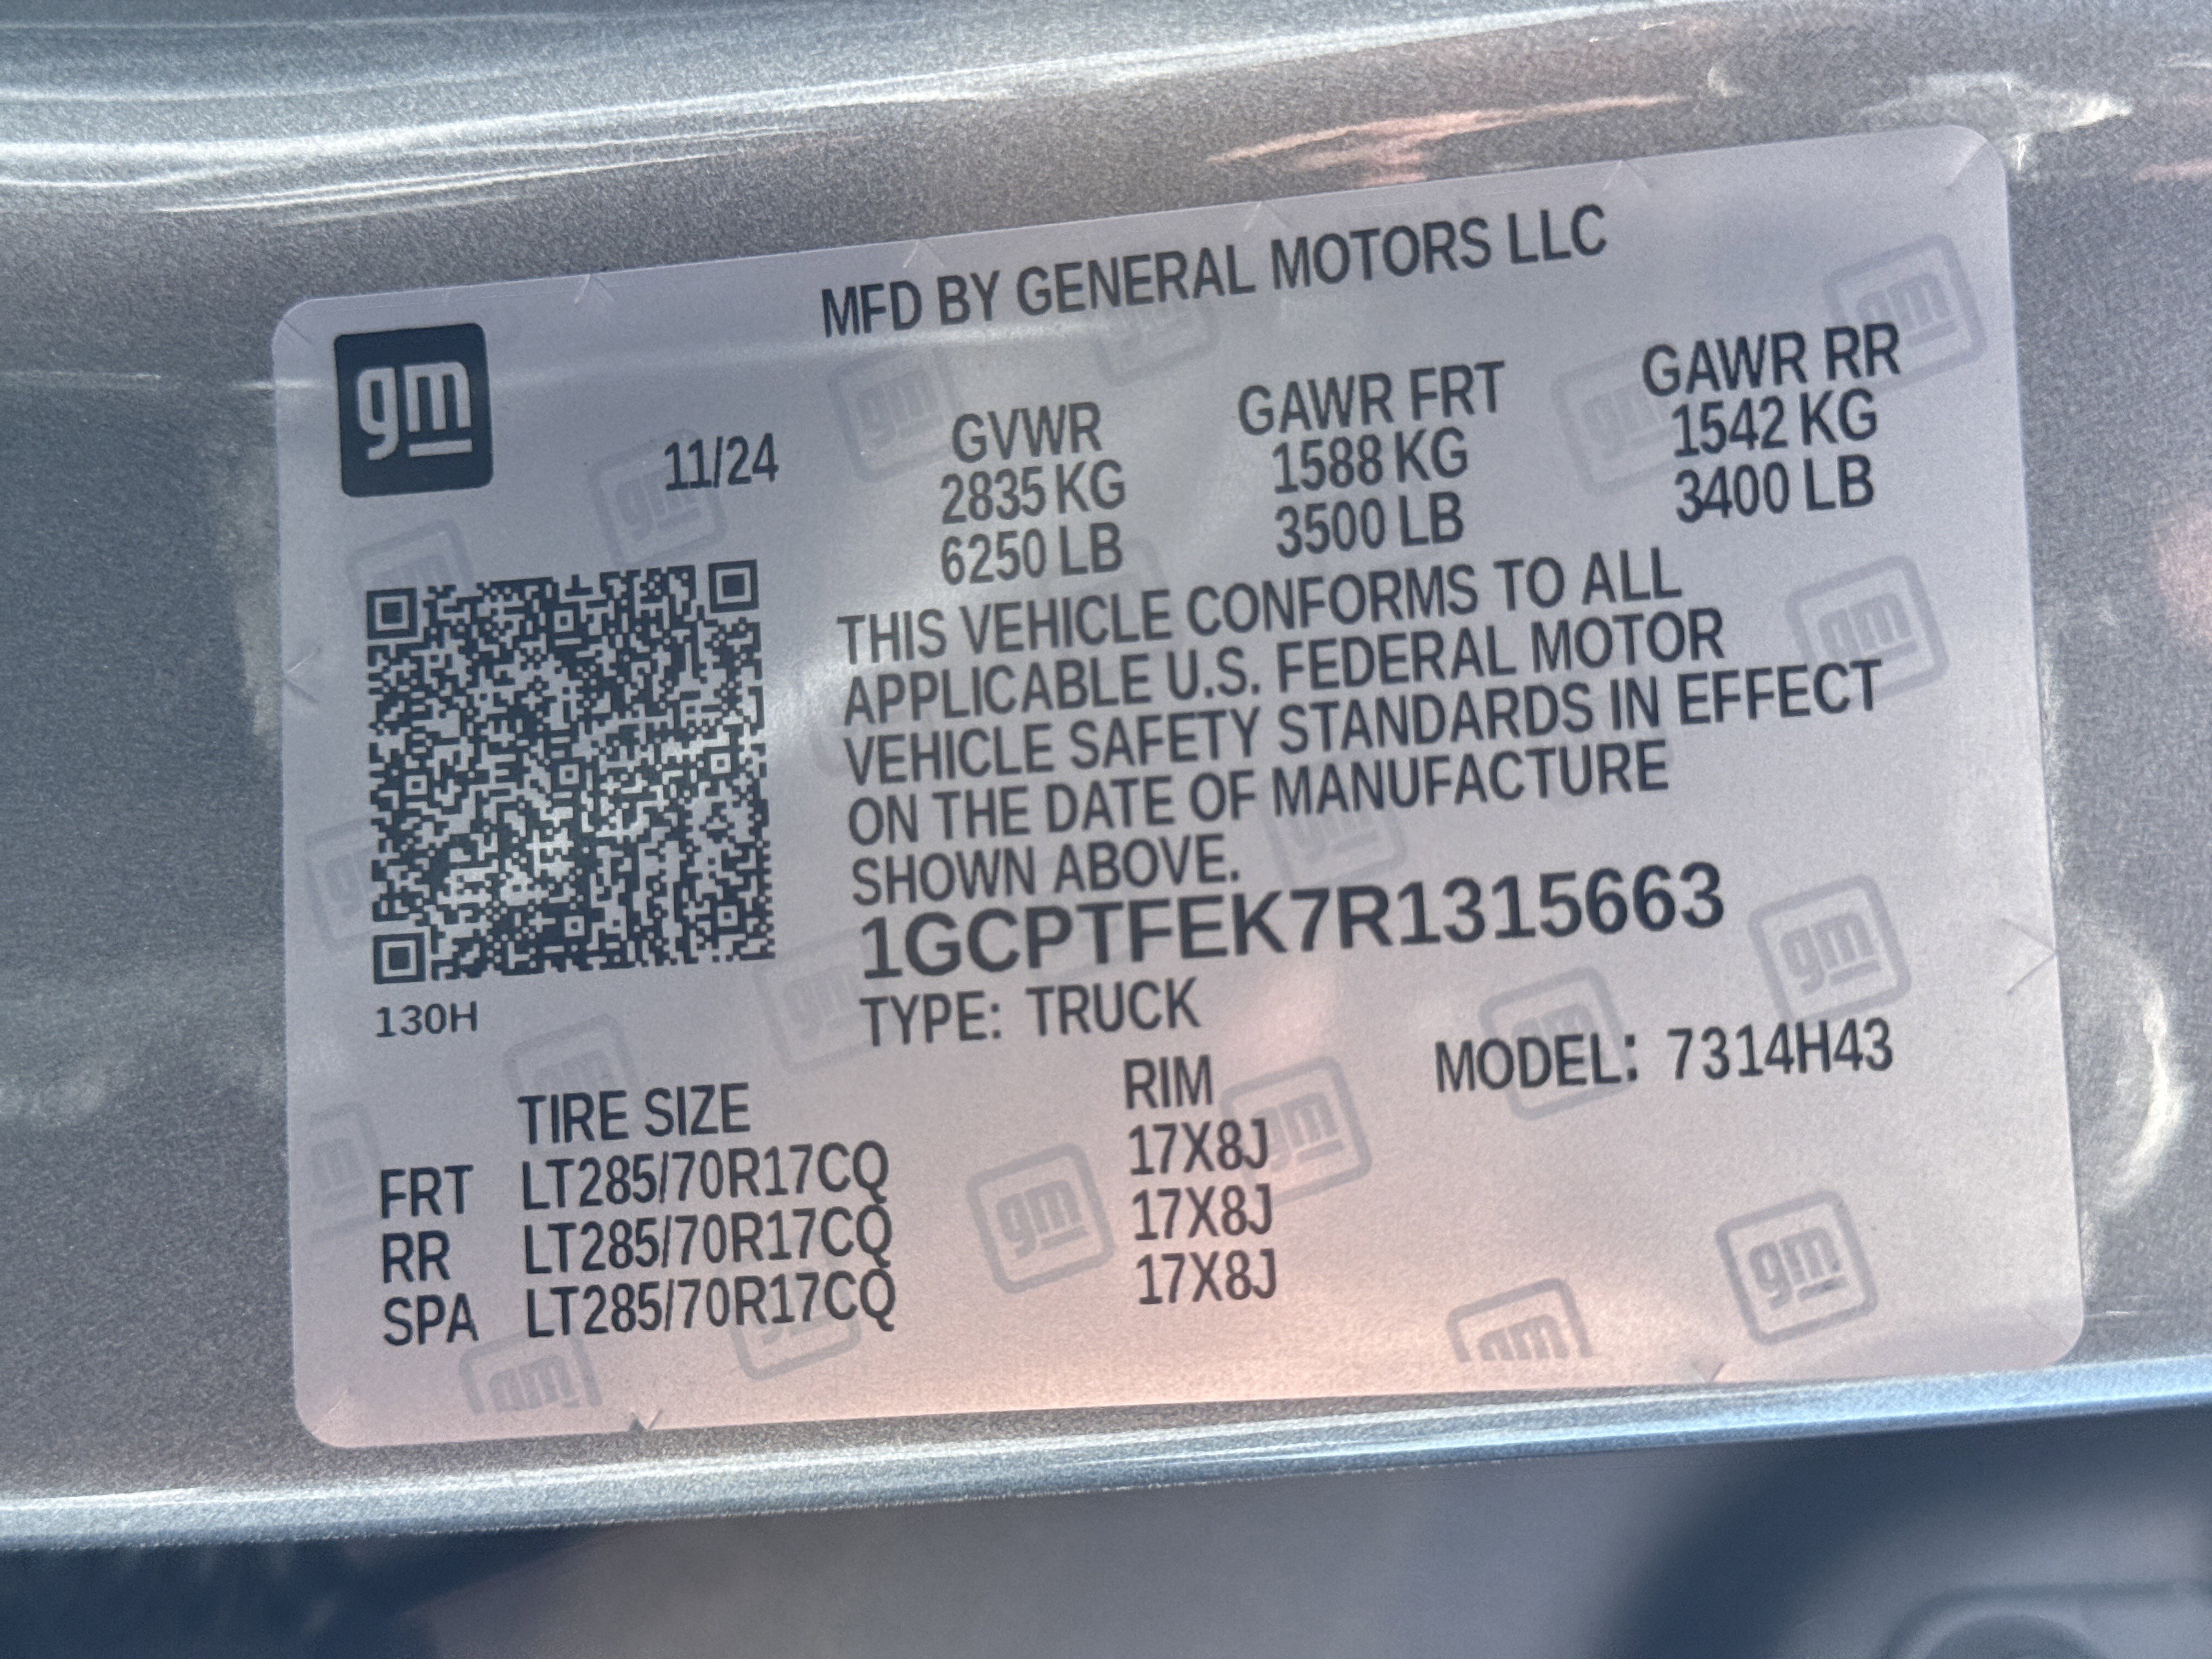 MFD BY GENERAL MOTORS LLC
gm
11/24
GVWR GAWR FRT GAWR RR
2835 KG 1588 KG 1542 KG
6250 LB 3500 LB 3400 LB
THIS VEHICLE CONFORMS TO ALL
APPLICABLE U.S. FEDERAL MOTOR
VEHICLE SAFETY STANDARDS IN EFFECT
ON THE DATE OF MANUFACTURE
SHOWN ABOVE.
1GCPTFEK7R1315663
130H
TYPE: TRUCK
MODEL: 7314H43
TIRE SIZE RIM
FRT LT285/70R17CQ 17X8J
RR LT285/70R17CQ 17X8J
SPA LT285/70R17CQ 17X8J